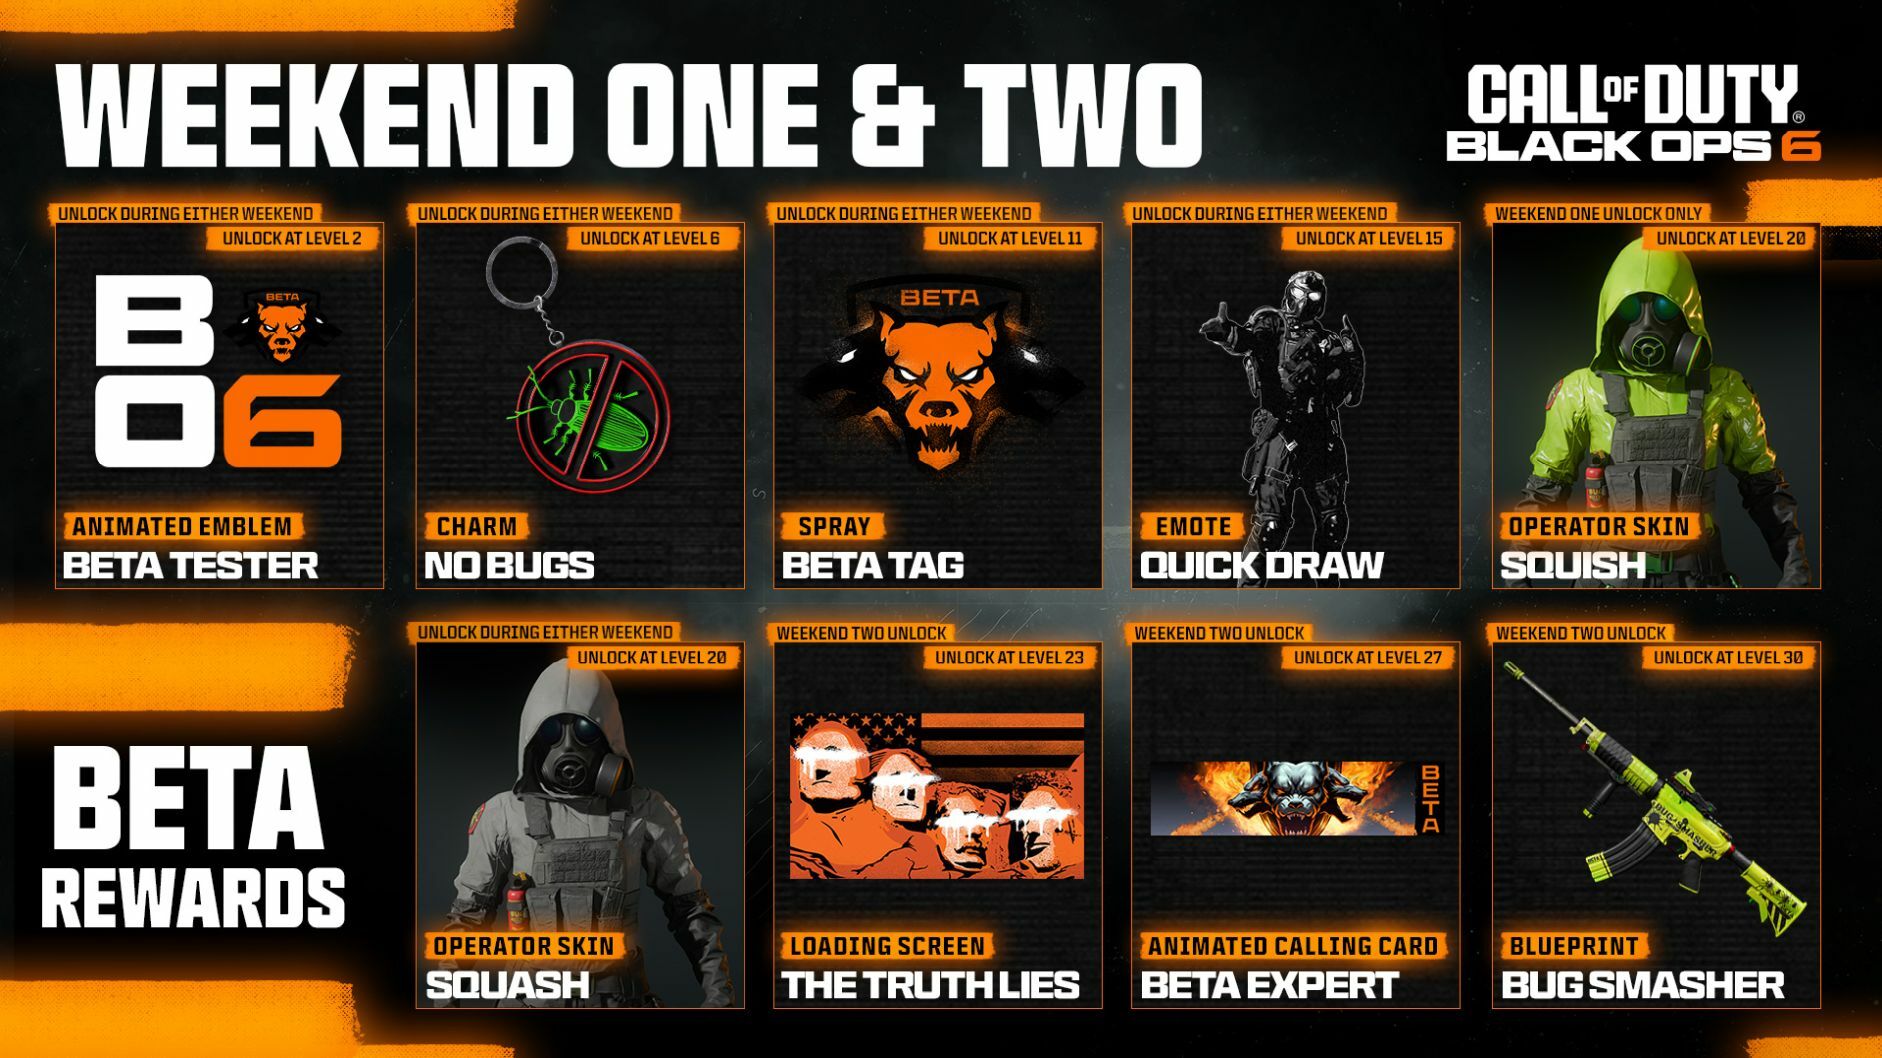 WEEKEND ONE & TWO
CALL OF DUTY®
BLACK OPS 6
UNLOCK DURING EITHER WEEKEND
UNLOCK AT LEVEL 2
BETA
BO
06
ANIMATED EMBLEM
BETA TESTER
UNLOCK DURING EITHER WEEKEND
UNLOCK AT LEVEL 6
CHARM
NO BUGS
UNLOCK DURING EITHER WEEKEND
UNLOCK AT LEVEL 11
BETA
SPRAY
BETA TAG
UNLOCK DURING EITHER WEEKEND
UNLOCK AT LEVEL 15
EMOTE
QUICK DRAW
WEEKEND ONE UNLOCK ONLY
UNLOCK AT LEVEL 20
OPERATOR SKIN
SQUISH
BETA
REWARDS
UNLOCK DURING EITHER WEEKEND
UNLOCK AT LEVEL 20
OPERATOR SKIN
SQUASH
WEEKEND TWO UNLOCK
UNLOCK AT LEVEL 23
LOADING SCREEN
THE TRUTH LIES
WEEKEND TWO UNLOCK
UNLOCK AT LEVEL 27
BETA
ANIMATED CALLING CARD
BETA EXPERT
WEEKEND TWO UNLOCK
UNLOCK AT LEVEL 30
BUG SMASHER
BLUEPRINT
BUG SMASHER